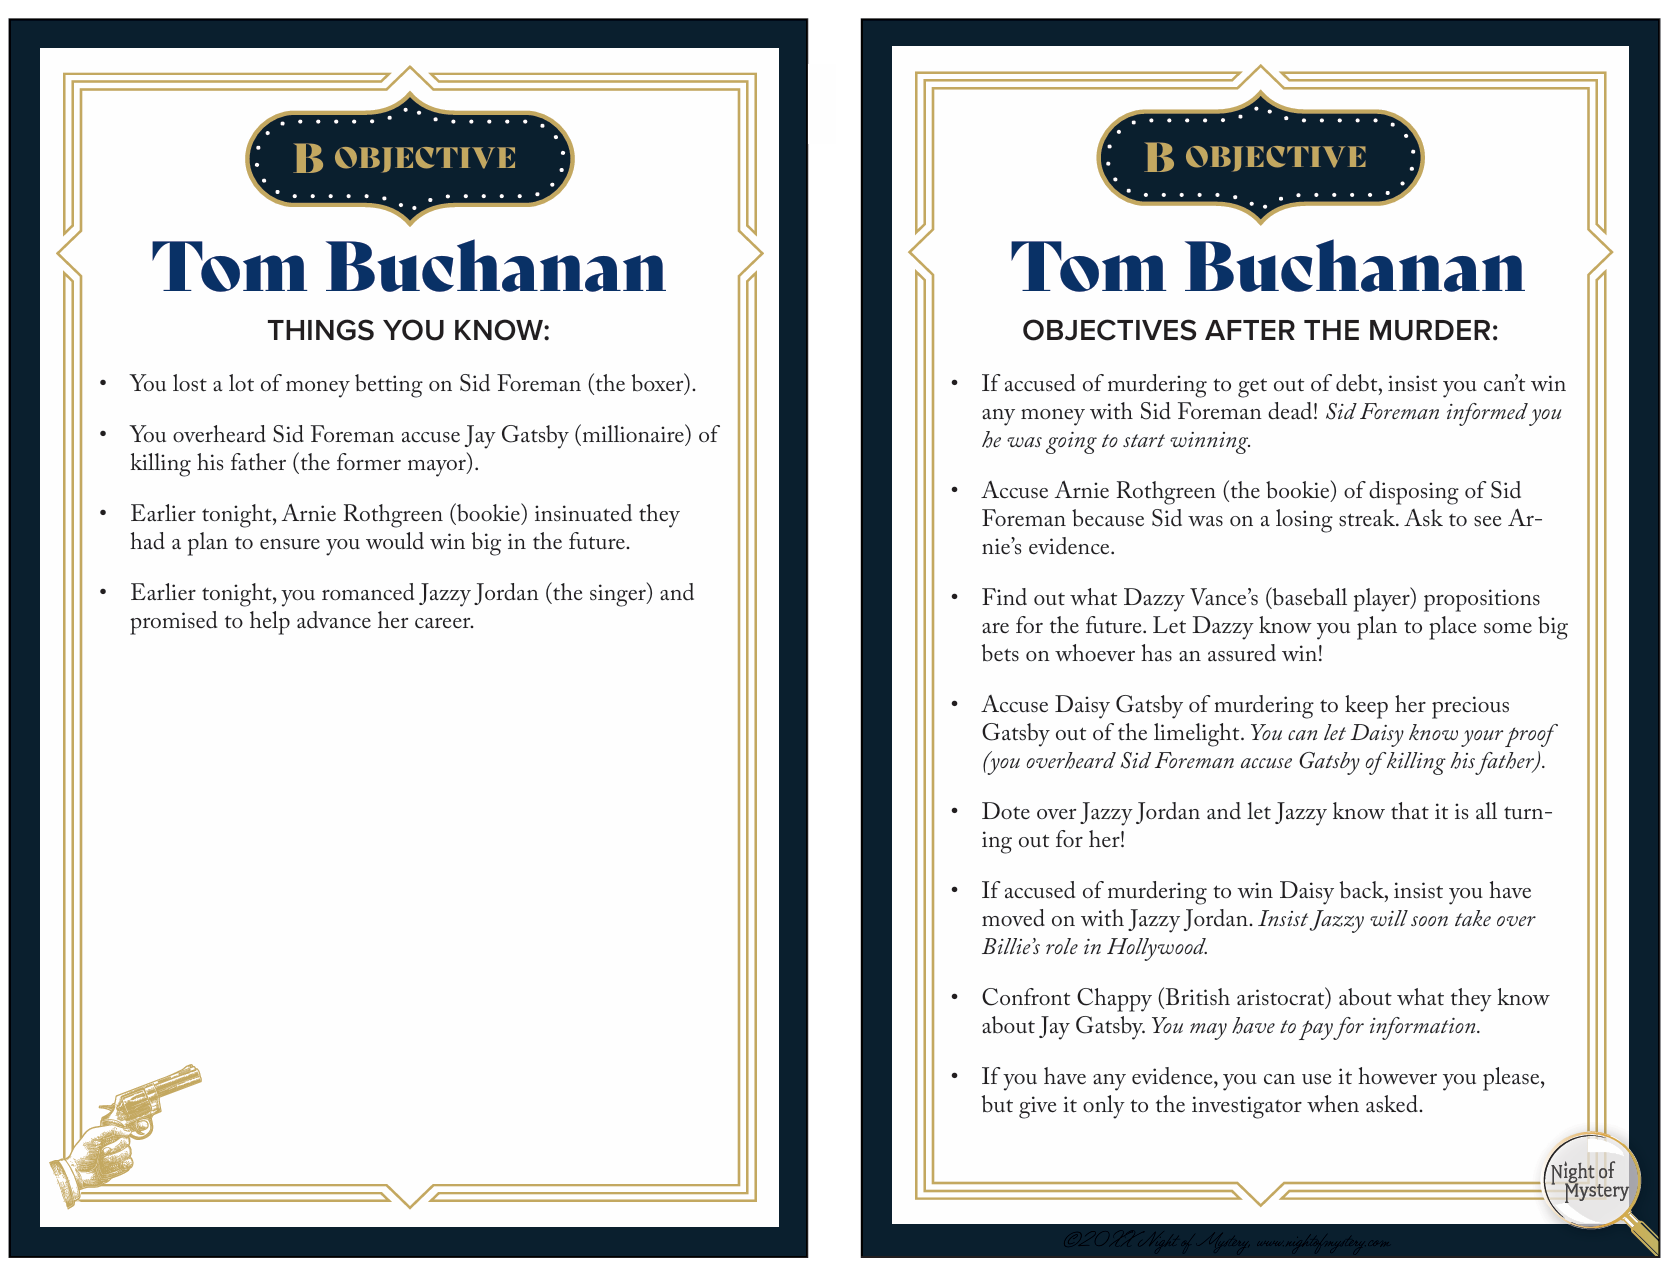 B OBJECTIVE
Tom Buchanan
THINGS YOU KNOW:
• You lost a lot of money betting on Sid Foreman (the boxer).
• You overheard Sid Foreman accuse Jay Gatsby (millionaire) of
killing his father (the former mayor).
• Earlier tonight, Arnie Rothgreen (bookie) insinuated they
had a plan to ensure you would win big in the future.
• Earlier tonight, you romanced Jazzy Jordan (the singer) and
promised to help advance her career.
B OBJECTIVE
Tom Buchanan
OBJECTIVES AFTER THE MURDER:
• If accused of murdering to get out of debt, insist you can’t win
any money with Sid Foreman dead! Sid Foreman informed you
he was going to start winning.
• Accuse Arnie Rothgreen (the bookie) of disposing of Sid
Foreman because Sid was on a losing streak. Ask to see Ar-
nie’s evidence.
• Find out what Dazzy Vance’s (baseball player) propositions
are for the future. Let Dazzy know you plan to place some big
bets on whoever has an assured win!
• Accuse Daisy Gatsby of murdering to keep her precious
Gatsby out of the limelight. You can let Daisy know your proof
(you overheard Sid Foreman accuse Gatsby of killing his father).
• Dote over Jazzy Jordan and let Jazzy know that it is all turn-
ing out for her!
• If accused of murdering to win Daisy back, insist you have
moved on with Jazzy Jordan. Insist Jazzy will soon take over
Billie’s role in Hollywood.
• Confront Chappy (British aristocrat) about what they know
about Jay Gatsby. You may have to pay for information.
• If you have any evidence, you can use it however you please,
but give it only to the investigator when asked.
Night of
Mystery
©20XX Night of Mystery, www.nightofmystery.com